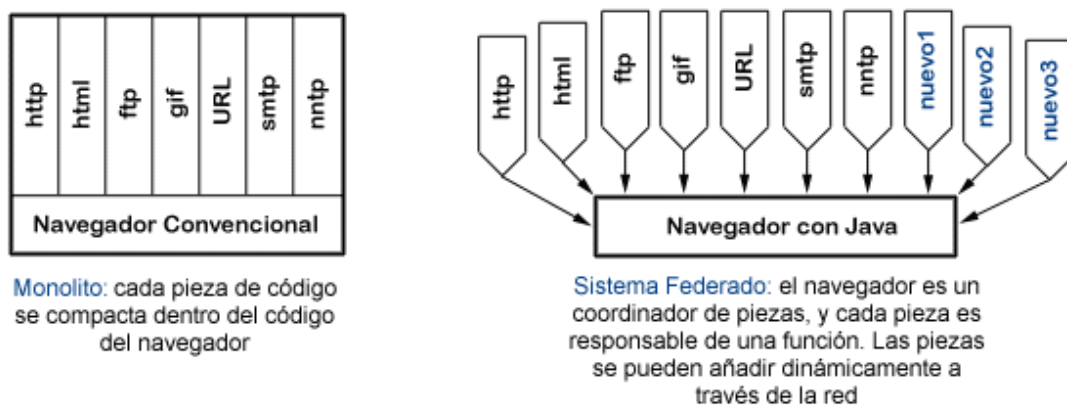 http
html
ftp
gif
URL
smtp
nntp
Navegador Convencional
Monolito: cada pieza de código
se compacta dentro del código
del navegador
http
html
ftp
gif
URL
smtp
nntp
nuevo1
nuevo2
nuevo3
Navegador con Java
Sistema Federado: el navegador es un
coordinador de piezas, y cada pieza es
responsable de una función. Las piezas
se pueden añadir dinámicamente a
través de la red